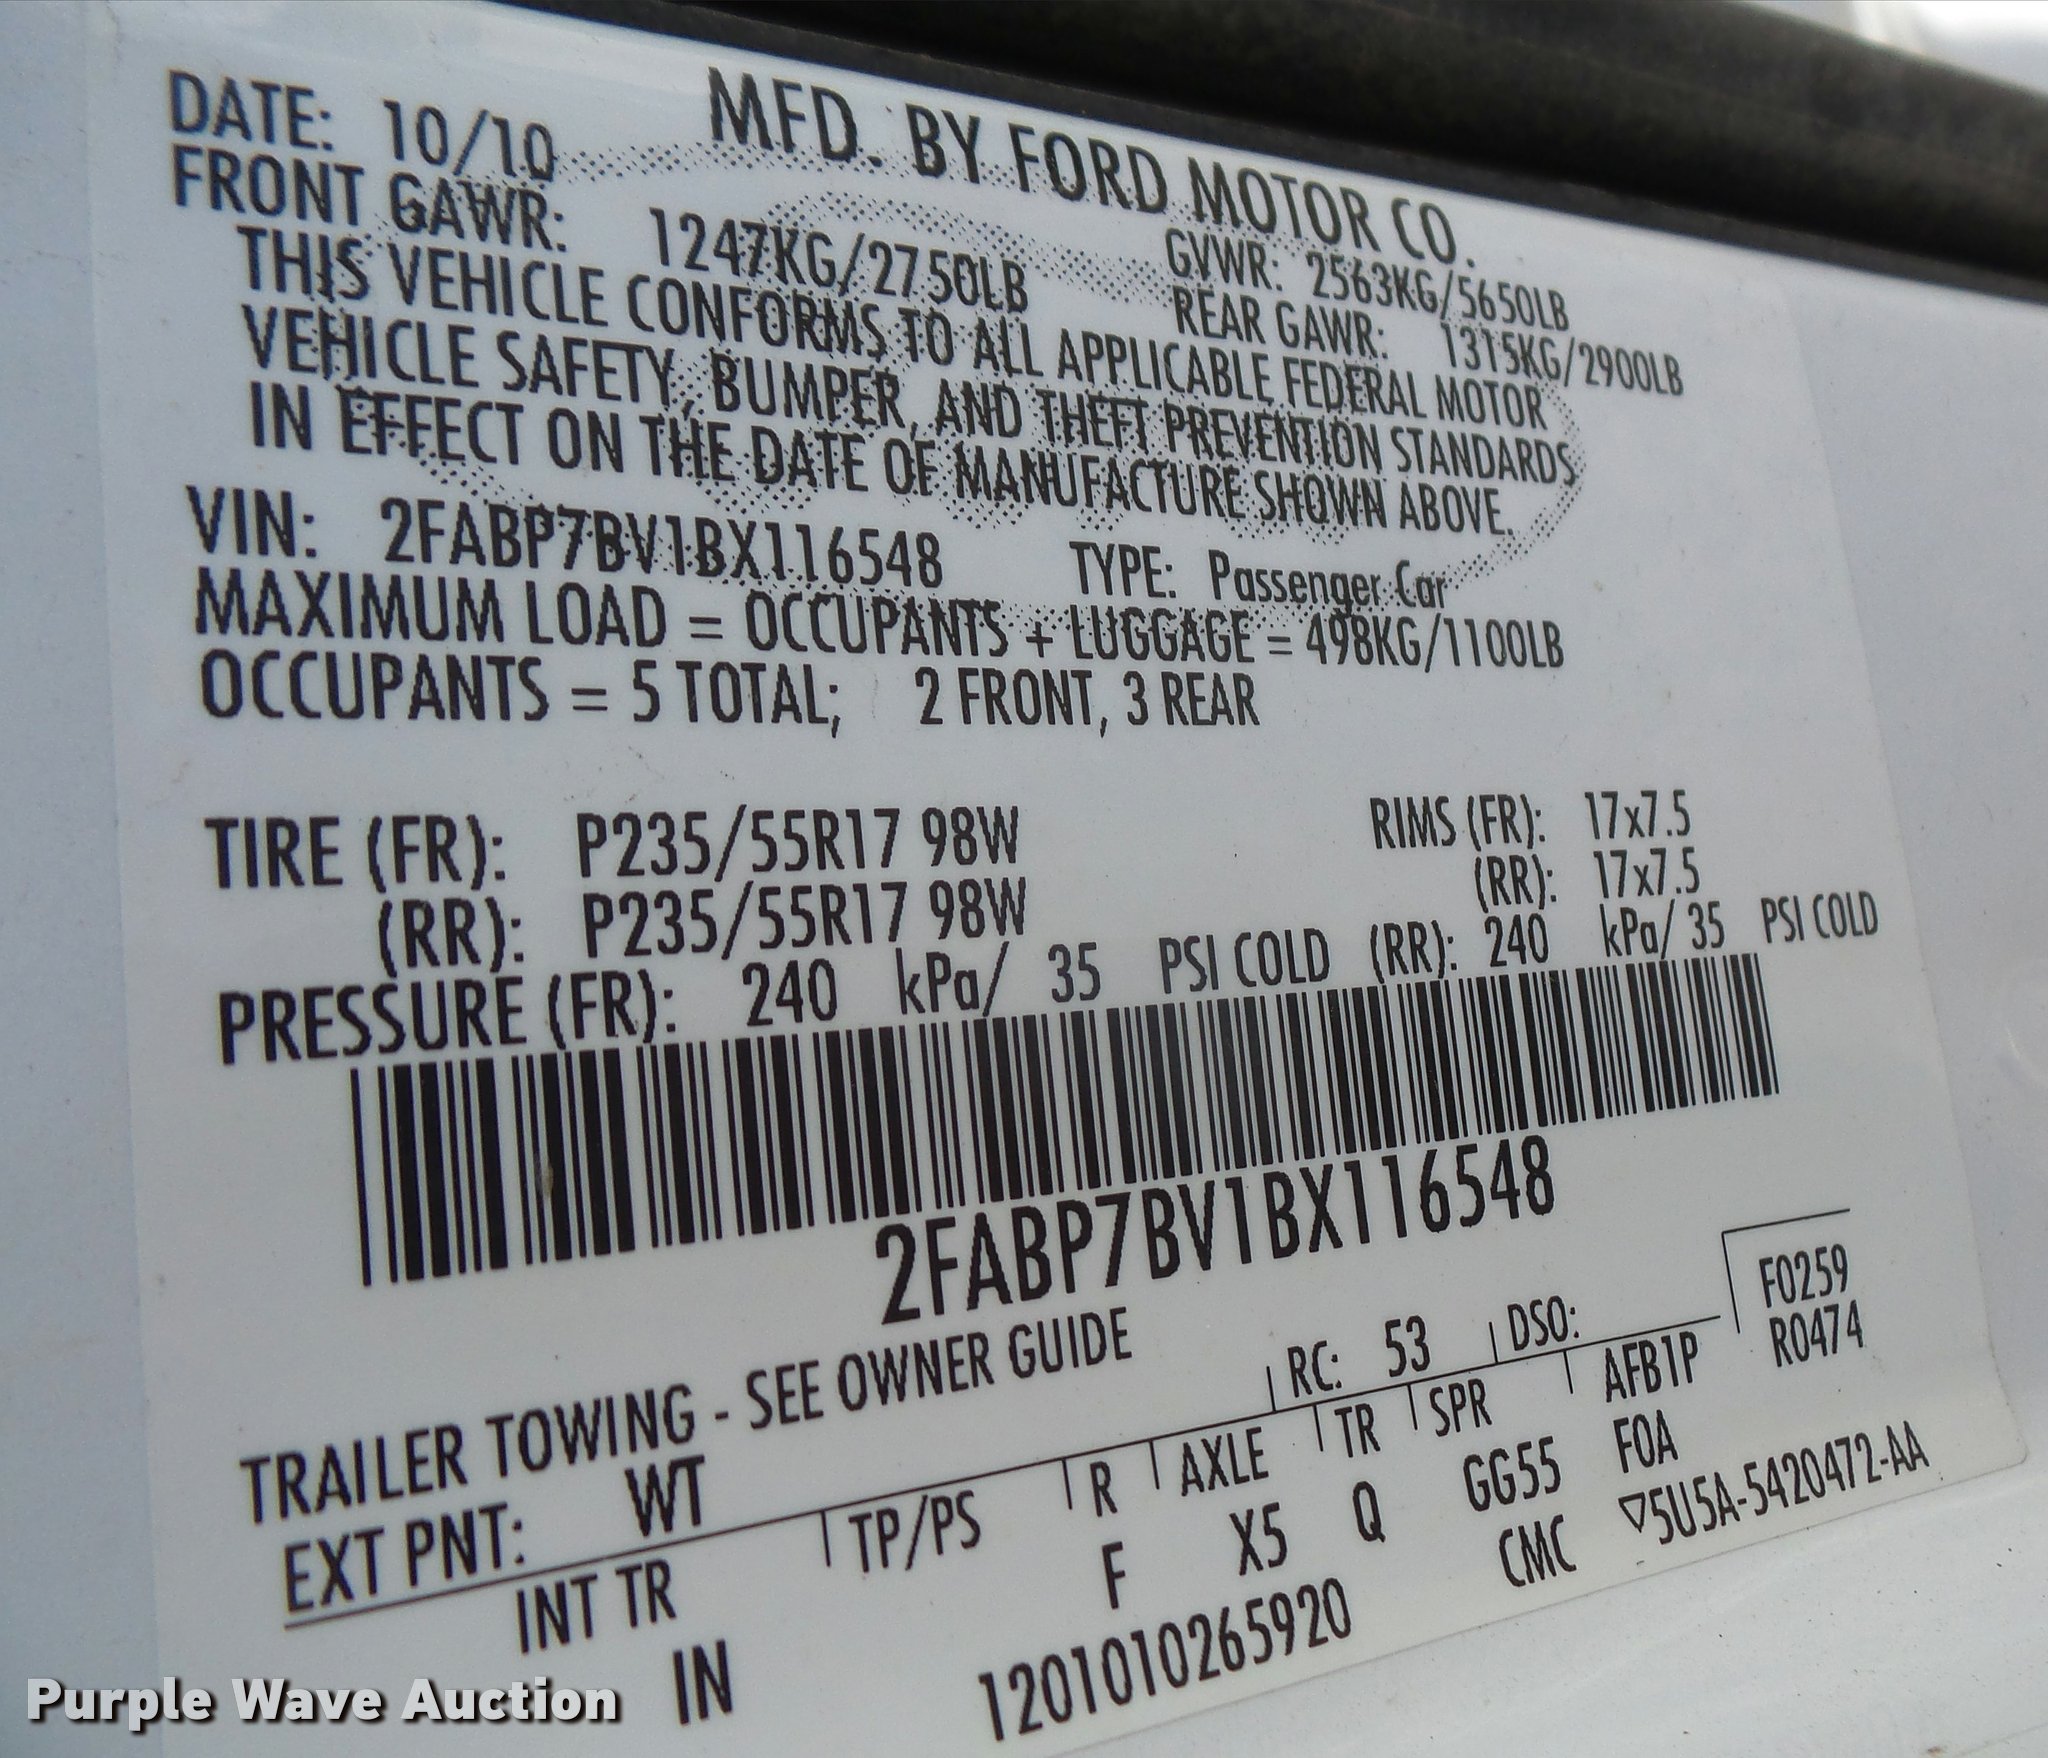 MFD. BY FORD MOTOR CO.
DATE: 10/10
GVWR: 2563KG/5650LB
FRONT GAWR: 1247KG/2750LB
REAR GAWR: 1315KG/2900LB
THIS VEHICLE CONFORMS TO ALL APPLICABLE FEDERAL MOTOR
VEHICLE SAFETY, BUMPER, AND THEFT PREVENTION STANDARDS
IN EFFECT ON THE DATE OF MANUFACTURE SHOWN ABOVE.
VIN: 2FABP7BV1BX116548 TYPE: Passenger Car
MAXIMUM LOAD = OCCUPANTS + LUGGAGE = 498KG/1100LB
OCCUPANTS = 5 TOTAL; 2 FRONT, 3 REAR
TIRE (FR): P235/55R17 98W RIMS (FR): 17x7.5
(RR): P235/55R17 98W (RR): 17x7.5
PRESSURE (FR): 240 kPa/ 35 PSI COLD (RR): 240 kPa/ 35 PSI COLD
2FABP7BV1BX116548
TRAILER TOWING - SEE OWNER GUIDE
F0259
R0474
EXT PNT: WT RC: 53 DSO:
INT TR TP/PS R AXLE TR SPR AFB1P
IN F X5 Q GG55 FOA
1201010265920 CMC ▽5U5A-5420472-AA
Purple Wave Auction